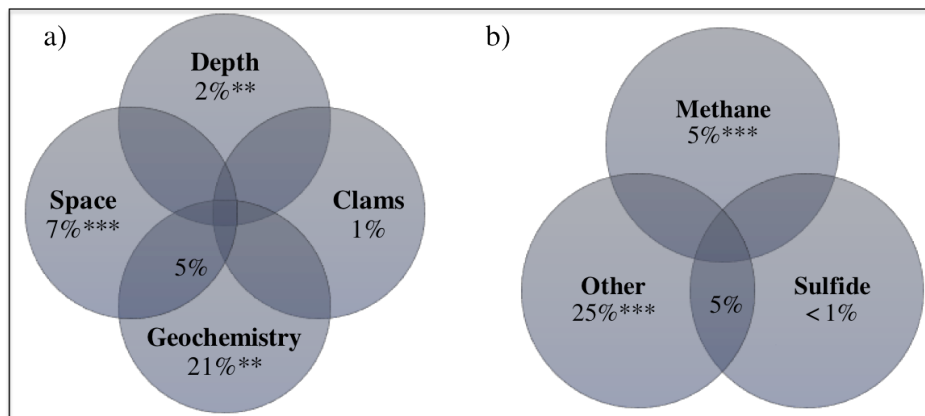 a)
Depth
2%**
Space
7%***
Clams
1%
5%
Geochemistry
21%**
b)
Methane
5%***
Other
25%***
5%
Sulfide
< 1%